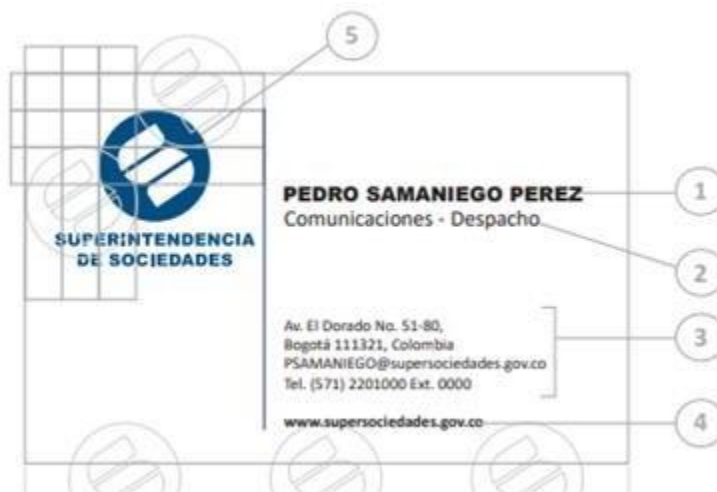 5
SUPERINTENDENCIA
DE SOCIEDADES
PEDRO SAMANIEGO PEREZ
1
Comunicaciones - Despacho
2
Av. El Dorado No. 51-80,
Bogotá 111321, Colombia
3
PSAMANIEGO@supersociedades.gov.co
Tel. (571) 2201000 Ext. 0000
www.supersociedades.gov.co
4